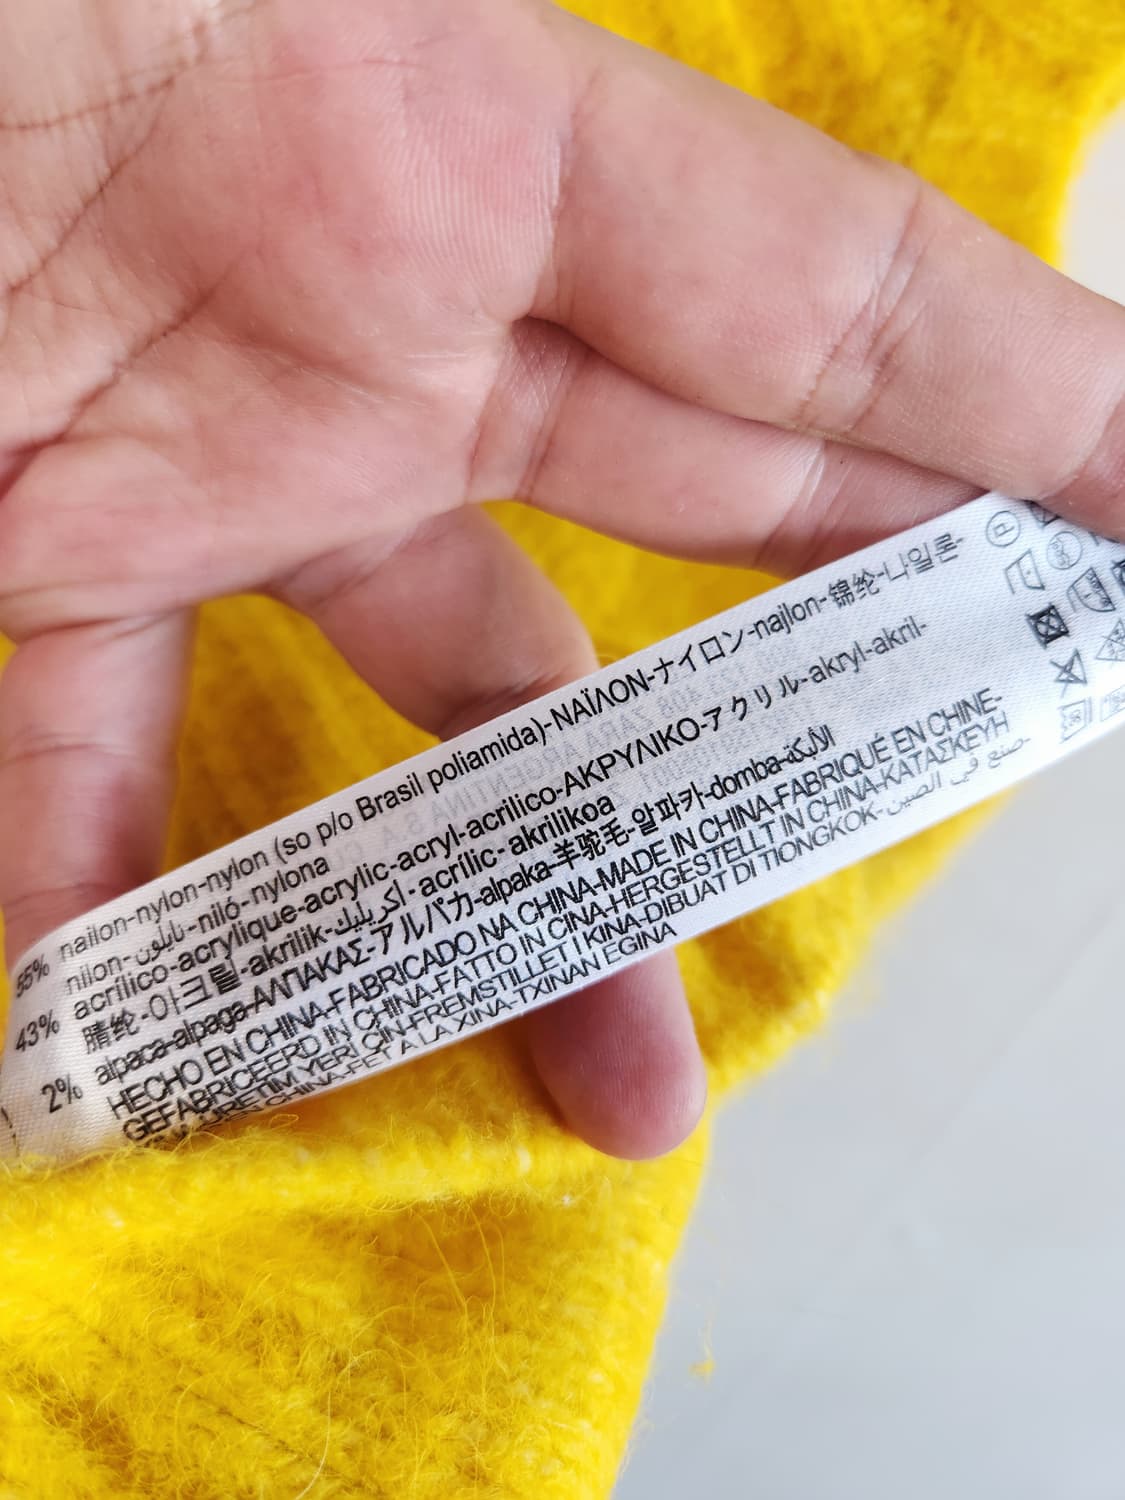 55% nailon-nylon-nylon (so p/o Brasil poliamida)-ΝΑΪΛΟΝ-ナイロン-najlon-锦纶-나일론-
nilon-نايلون-niló-nylona
43% acrílico-acrylique-acrylic-acryl-acrilico-ΑΚΡΥΛΙΚΟ-アクリル-akryl-akril-
腈纶-아크릴-akrilik-اكريليك-acrílic-akrilikoa
2% alpaca-alpaga-ΑΛΠΑΚΑΣ-アルパカ-alpaka-羊驼毛-알파카-domba-الألبكة
HECHO EN CHINA-FABRICADO NA CHINA-MADE IN CHINA-FABRIQUÉ EN CHINE-
GEFABRICEERD IN CHINA-FATTO IN CINA-HERGESTELLT IN CHINA-ΚΑΤΑΣΚΕΥΗ
ÜRETIM YERİ ÇİN-FREMSTILLET I KINA-DIBUAT DI TIONGKOK-صنع في الصين-
CHINA-FET A LA XINA-TXINAN EGINA